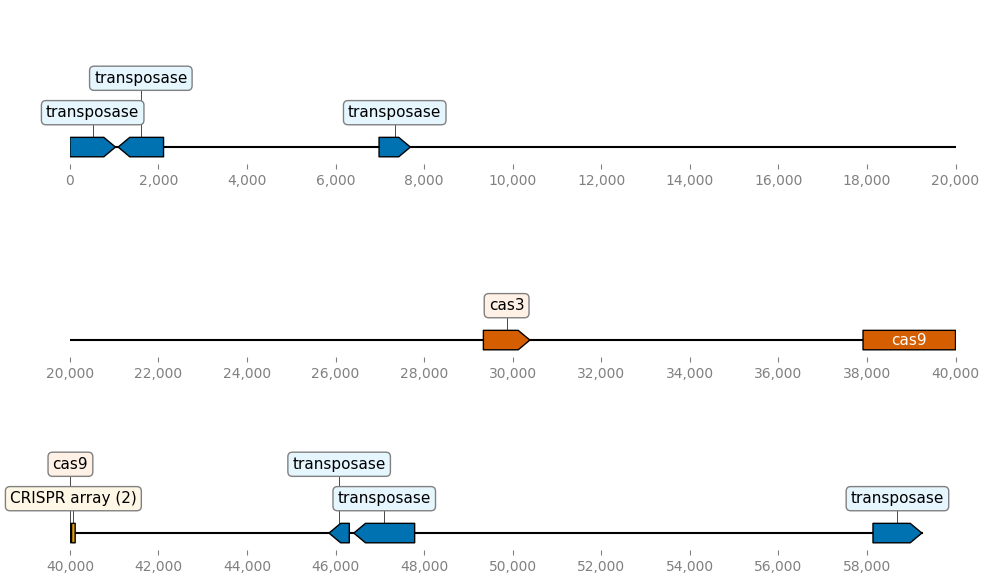 transposase
transposase transposase
0 2,000 4,000 6,000 8,000 10,000 12,000 14,000 16,000 18,000 20,000
cas3
cas9
20,000 22,000 24,000 26,000 28,000 30,000 32,000 34,000 36,000 38,000 40,000
cas9 transposase
CRISPR array (2) transposase transposase
40,000 42,000 44,000 46,000 48,000 50,000 52,000 54,000 56,000 58,000